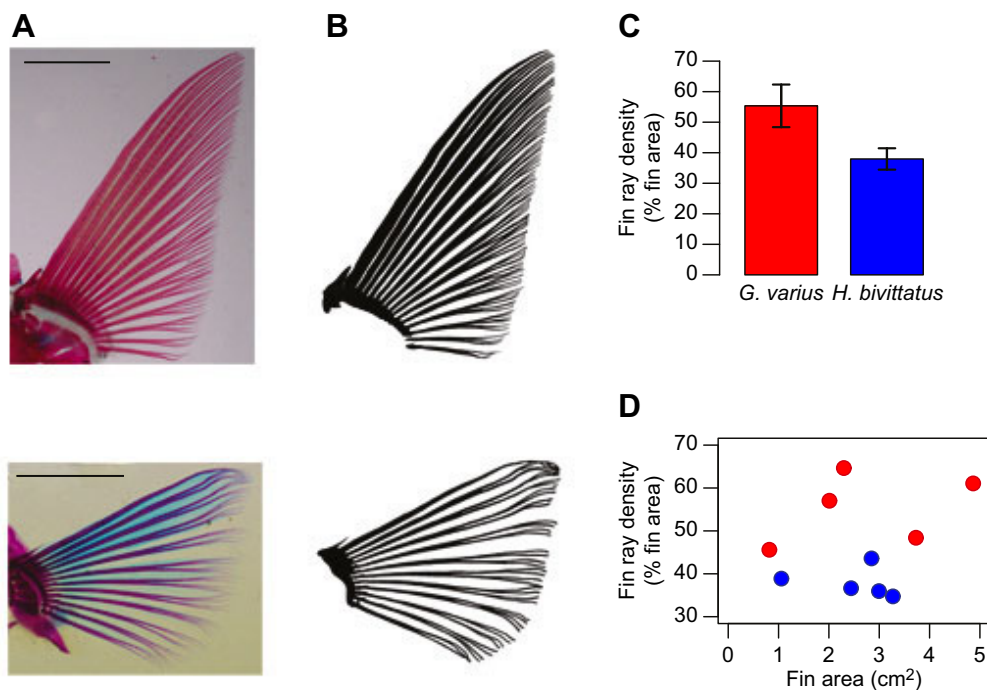 A
B
C
70
60
50
40
30
20
10
0
Fin ray density
(% fin area)
G. varius H. bivittatus
D
70
60
50
40
30
Fin ray density
(% fin area)
0 1 2 3 4 5
Fin area (cm²)